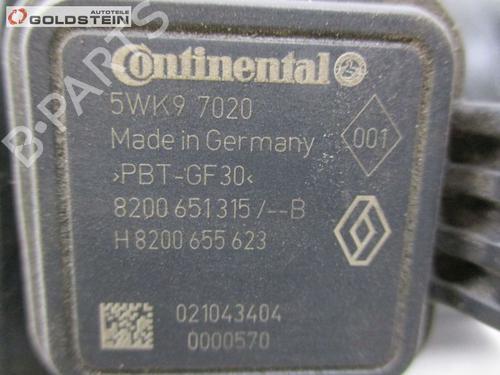 Autoteile
GOLDSTEIN
Continental
5WK9 7020
Made in Germany
001
>PBT-GF30<
8200 651 315 /--B
H 8200 655 623
021043404
0000570
B-PARTS